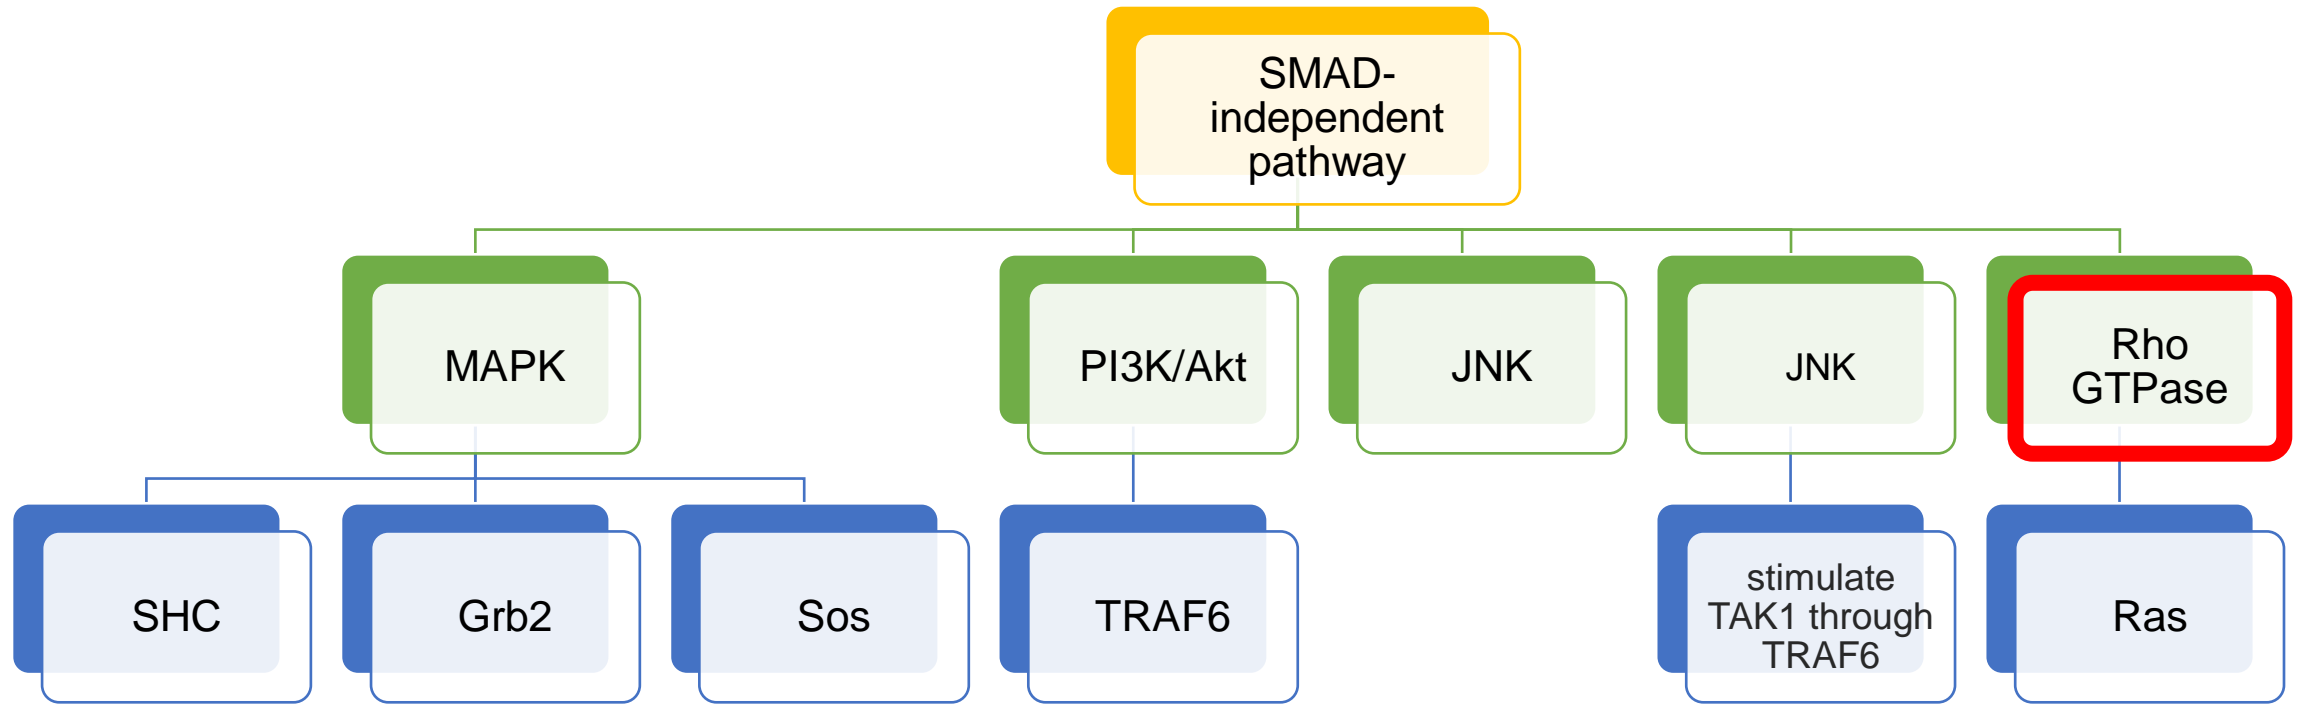 SMAD-
independent
pathway
MAPK
PI3K/Akt
JNK
JNK
Rho
GTPase
SHC
Grb2
Sos
TRAF6
stimulate
TAK1 through
TRAF6
Ras